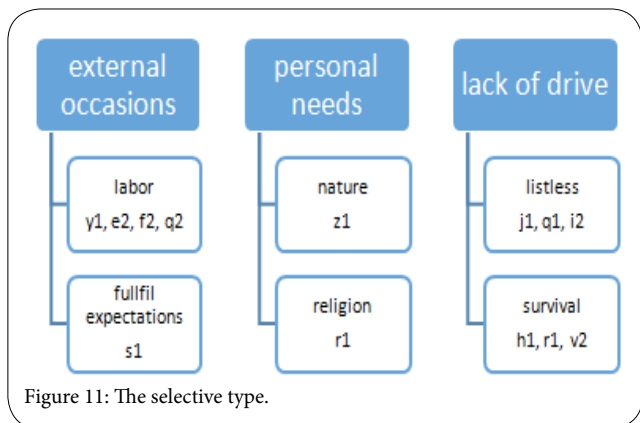 external
occasions
labor
y1, e2, f2, q2
fullfil
expectations
s1
personal
needs
nature
z1
religion
r1
lack of drive
listless
j1, q1, i2
survival
h1, r1, v2
Figure 11: The selective type.